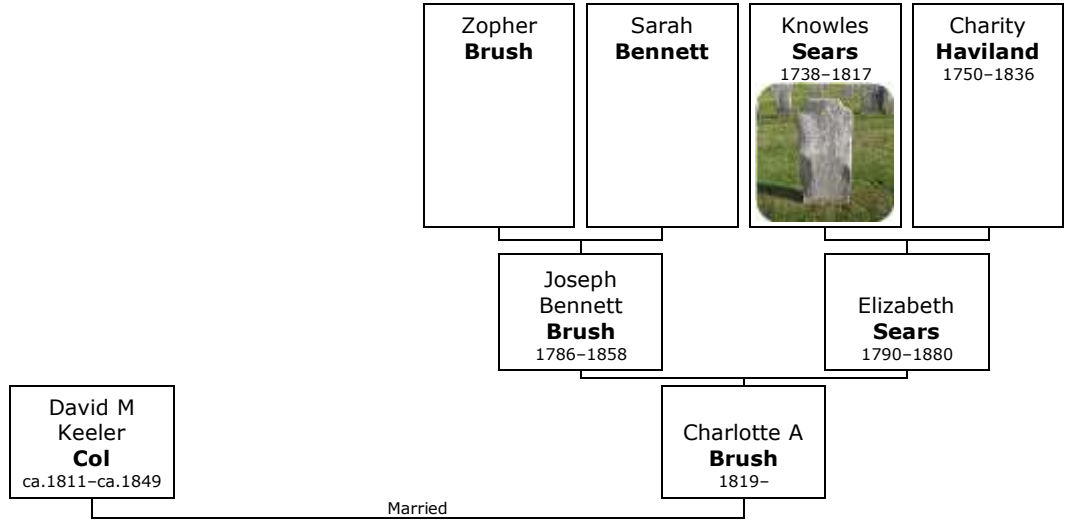 Zopher
Brush
Sarah
Bennett
Knowles
Sears
1738–1817
Charity
Haviland
1750–1836
Joseph
Bennett
Brush
1786–1858
Elizabeth
Sears
1790–1880
David M
Keeler
Col
ca.1811–ca.1849
Charlotte A
Brush
1819–
Married